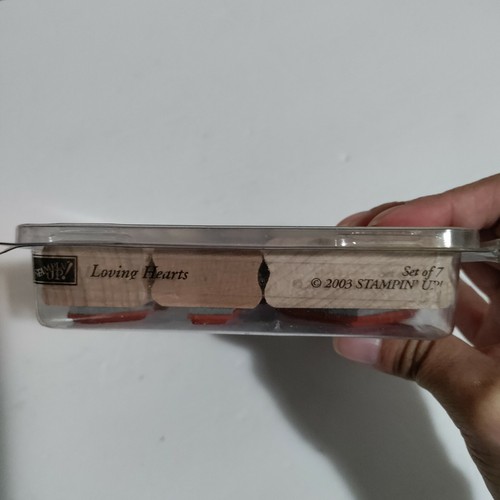 STAMPIN' UP!
Loving Hearts
Set of 7
© 2003 STAMPIN' UP!